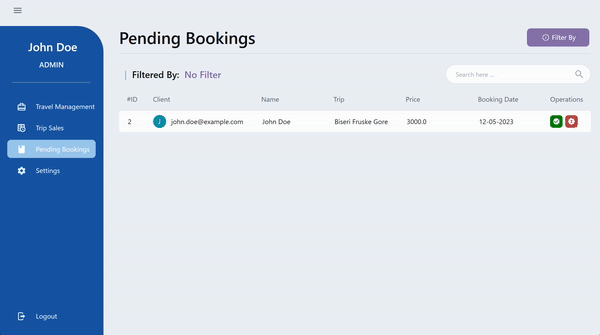 John Doe
ADMIN
Travel Management
Trip Sales
Pending Bookings
Settings
Logout
Pending Bookings
Filter By
Filtered By: No Filter
Search here ...
#ID Client Name Trip Price Booking Date Operations
2 J john.doe@example.com John Doe Biseri Fruske Gore 3000.0 12-05-2023